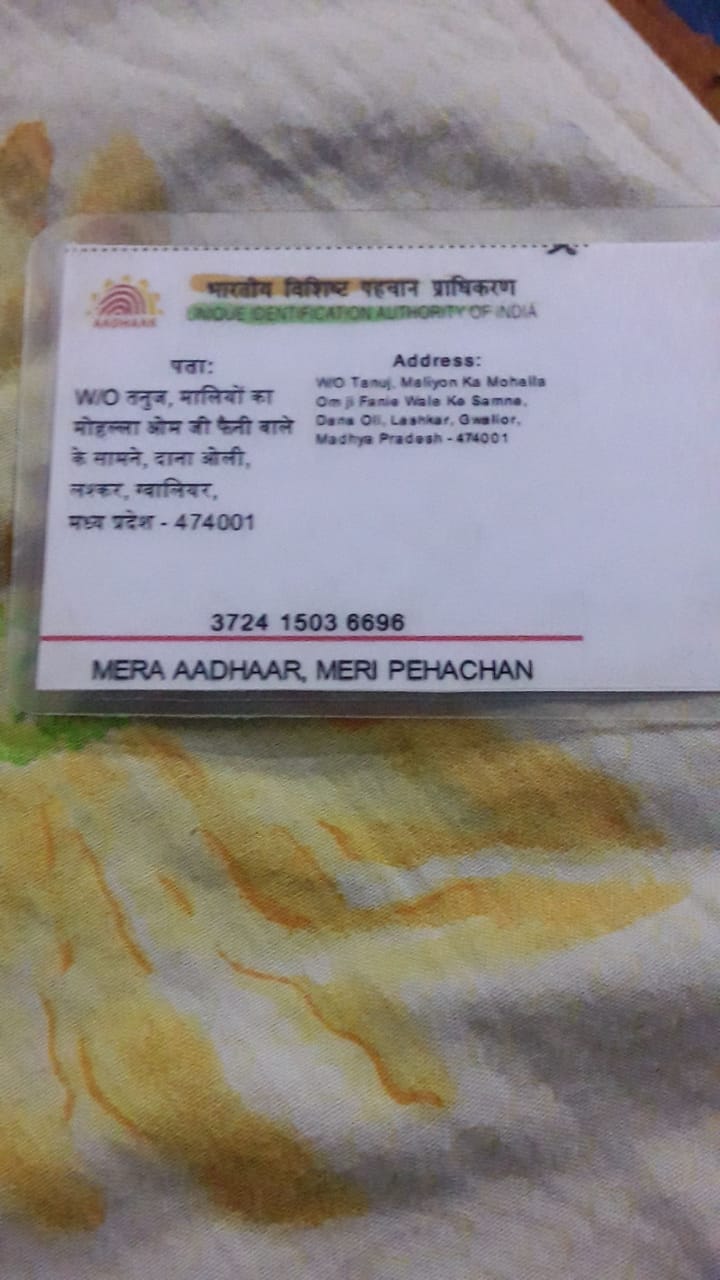 AADHAAR
भारतीय विशिष्ट पहचान प्राधिकरण
UNIQUE IDENTIFICATION AUTHORITY OF INDIA
पता:
W/O तनुज, मालियों का
मोहल्ला ओम जी फैनी वाले
के सामने, दाना ओली,
लश्कर, ग्वालियर,
मध्य प्रदेश - 474001
Address:
W/O Tanuj, Maliyon Ka Mohalla
Om ji Fanie Wale Ke Samne,
Dana Oli, Lashkar, Gwalior,
Madhya Pradesh - 474001
3724 1503 6696
MERA AADHAAR, MERI PEHACHAN